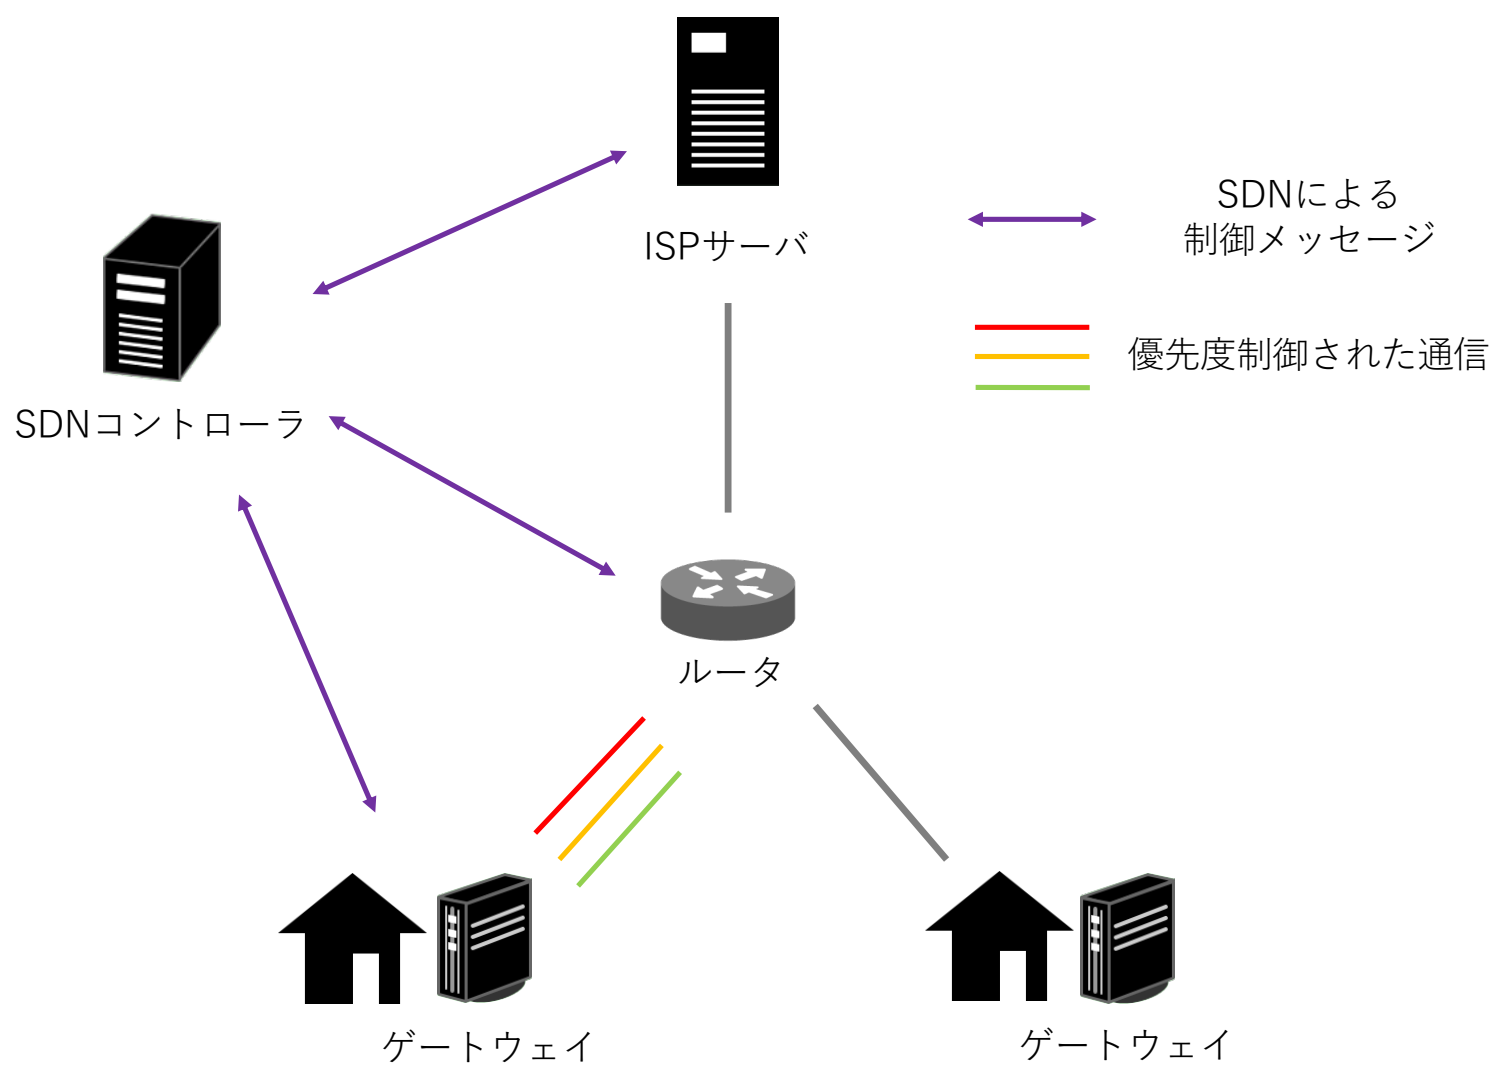 ISPサーバ
SDNによる
制御メッセージ
優先度制御された通信
SDNコントローラ
ルータ
ゲートウェイ
ゲートウェイ